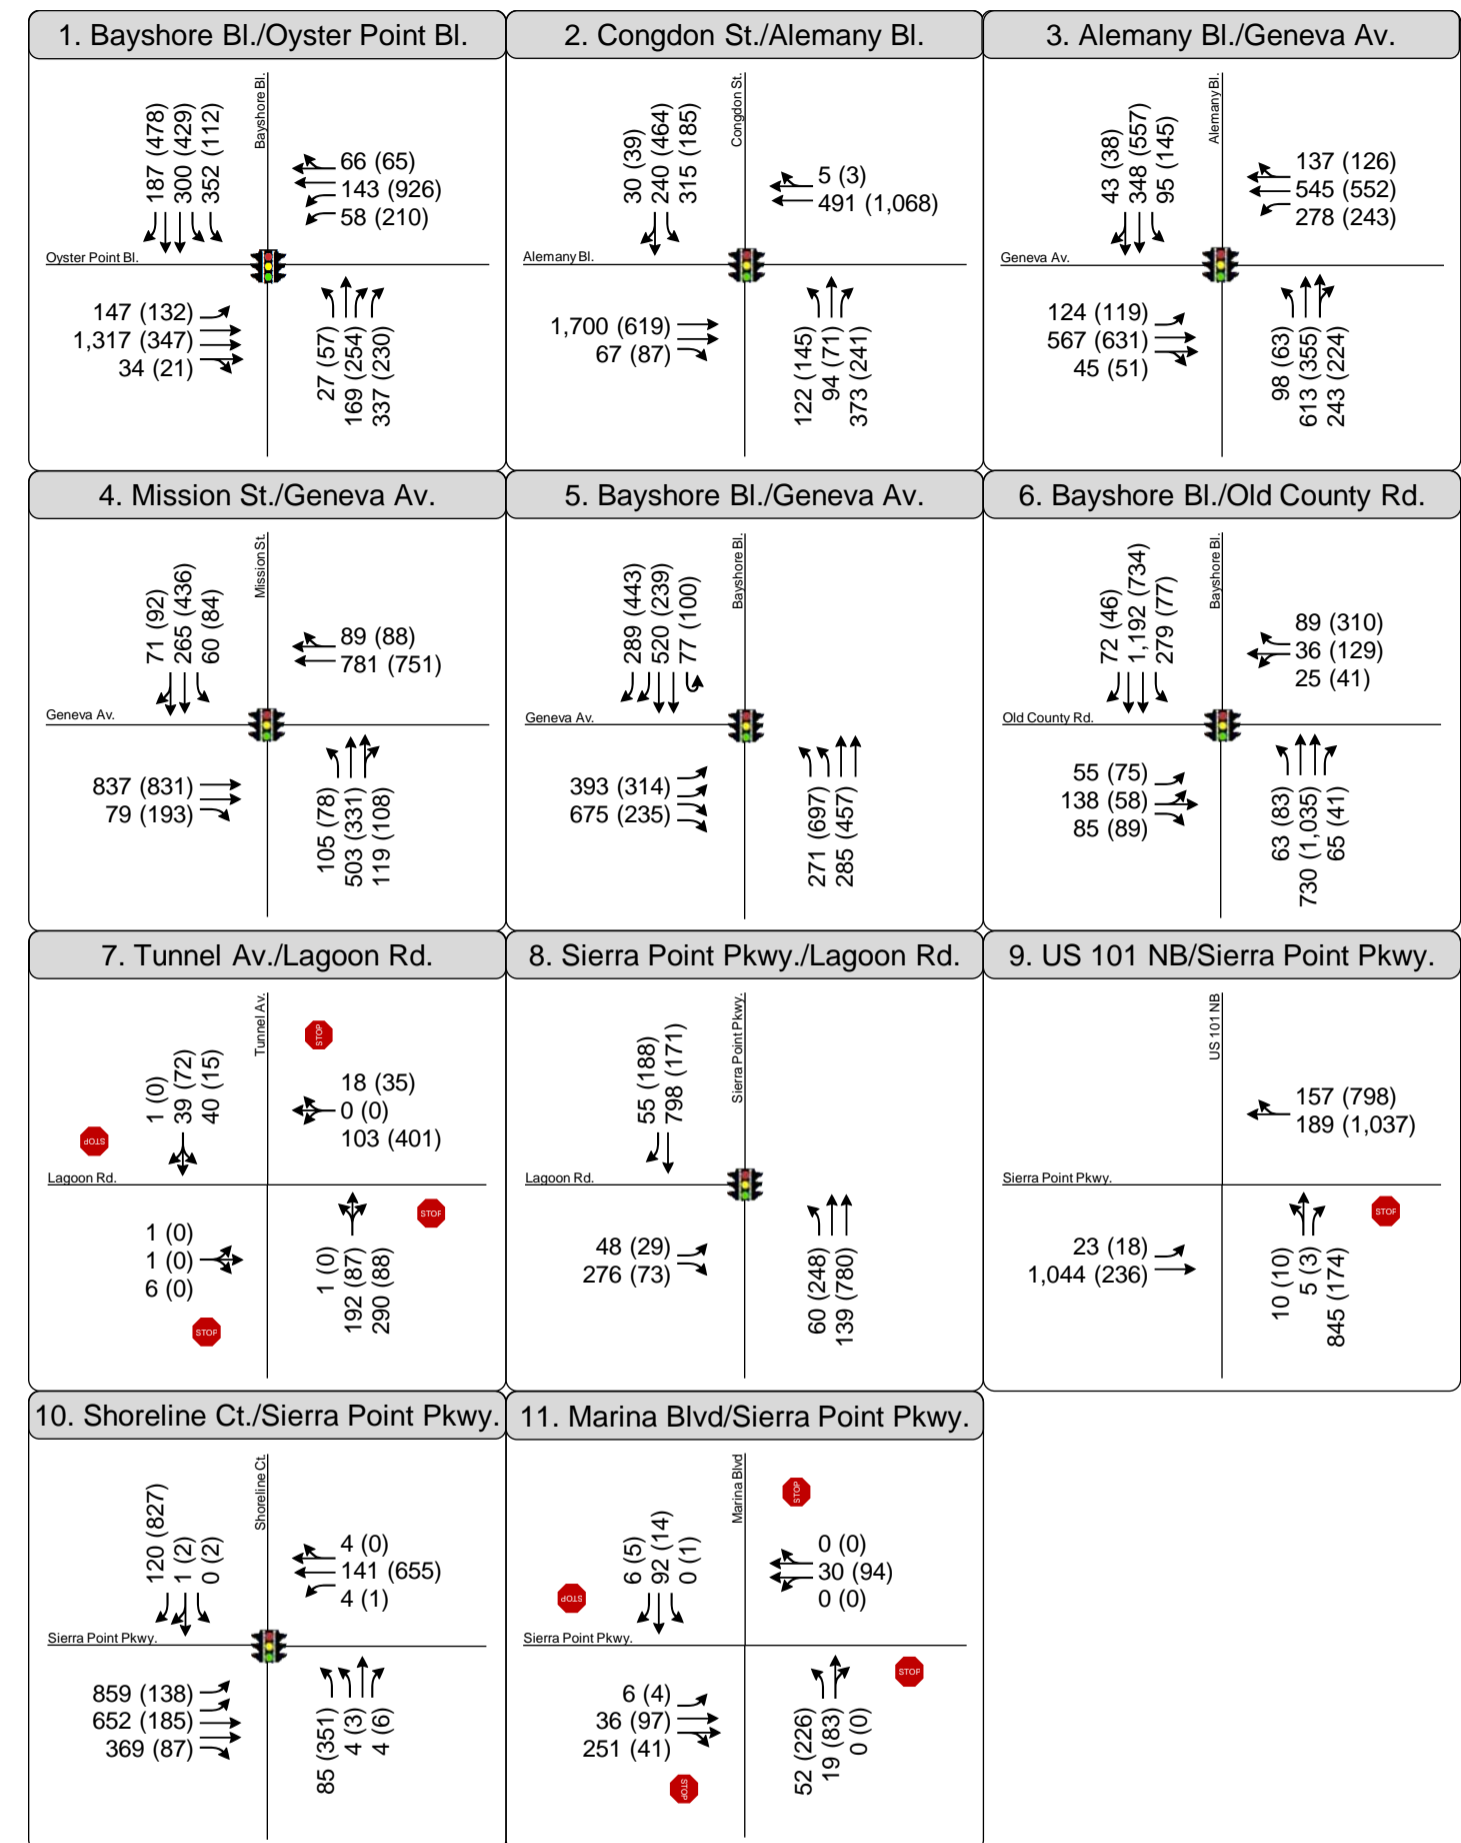 1. Bayshore Bl./Oyster Point Bl.
Bayshore Bl.
187 (478)
300 (429)
352 (112)
66 (65)
143 (926)
58 (210)
Oyster Point Bl.
147 (132)
1,317 (347)
34 (21)
27 (57)
169 (254)
337 (230)
2. Congdon St./Alemany Bl.
Congdon St.
30 (39)
240 (464)
315 (185)
5 (3)
491 (1,068)
Alemany Bl.
1,700 (619)
67 (87)
122 (145)
94 (71)
373 (241)
3. Alemany Bl./Geneva Av.
Alemany Bl.
43 (38)
348 (557)
95 (145)
137 (126)
545 (552)
278 (243)
Geneva Av.
124 (119)
567 (631)
45 (51)
98 (63)
613 (355)
243 (224)
4. Mission St./Geneva Av.
Mission St.
71 (92)
265 (436)
60 (84)
89 (88)
781 (751)
Geneva Av.
837 (831)
79 (193)
105 (78)
503 (331)
119 (108)
5. Bayshore Bl./Geneva Av.
Bayshore Bl.
289 (443)
520 (239)
77 (100)
Geneva Av.
393 (314)
675 (235)
271 (697)
285 (457)
6. Bayshore Bl./Old County Rd.
Bayshore Bl.
72 (46)
1,192 (734)
279 (77)
89 (310)
36 (129)
25 (41)
Old County Rd.
55 (75)
138 (58)
85 (89)
63 (83)
730 (1,035)
65 (41)
7. Tunnel Av./Lagoon Rd.
Tunnel Av.
STOP
1 (0)
39 (72)
40 (15)
18 (35)
0 (0)
103 (401)
STOP
Lagoon Rd.
STOP
1 (0)
1 (0)
6 (0)
1 (0)
192 (87)
290 (88)
STOP
8. Sierra Point Pkwy./Lagoon Rd.
Sierra Point Pkwy.
55 (188)
798 (171)
Lagoon Rd.
48 (29)
276 (73)
60 (248)
139 (780)
9. US 101 NB/Sierra Point Pkwy.
US 101 NB
157 (798)
189 (1,037)
Sierra Point Pkwy.
STOP
23 (18)
1,044 (236)
10 (10)
5 (3)
845 (174)
10. Shoreline Ct./Sierra Point Pkwy.
Shoreline Ct.
120 (827)
1 (2)
0 (2)
4 (0)
141 (655)
4 (1)
Sierra Point Pkwy.
859 (138)
652 (185)
369 (87)
85 (351)
4 (3)
4 (6)
11. Marina Blvd/Sierra Point Pkwy.
Marina Blvd
STOP
6 (5)
92 (14)
0 (1)
0 (0)
30 (94)
0 (0)
STOP
Sierra Point Pkwy.
STOP
6 (4)
36 (97)
251 (41)
52 (226)
19 (83)
0 (0)
STOP